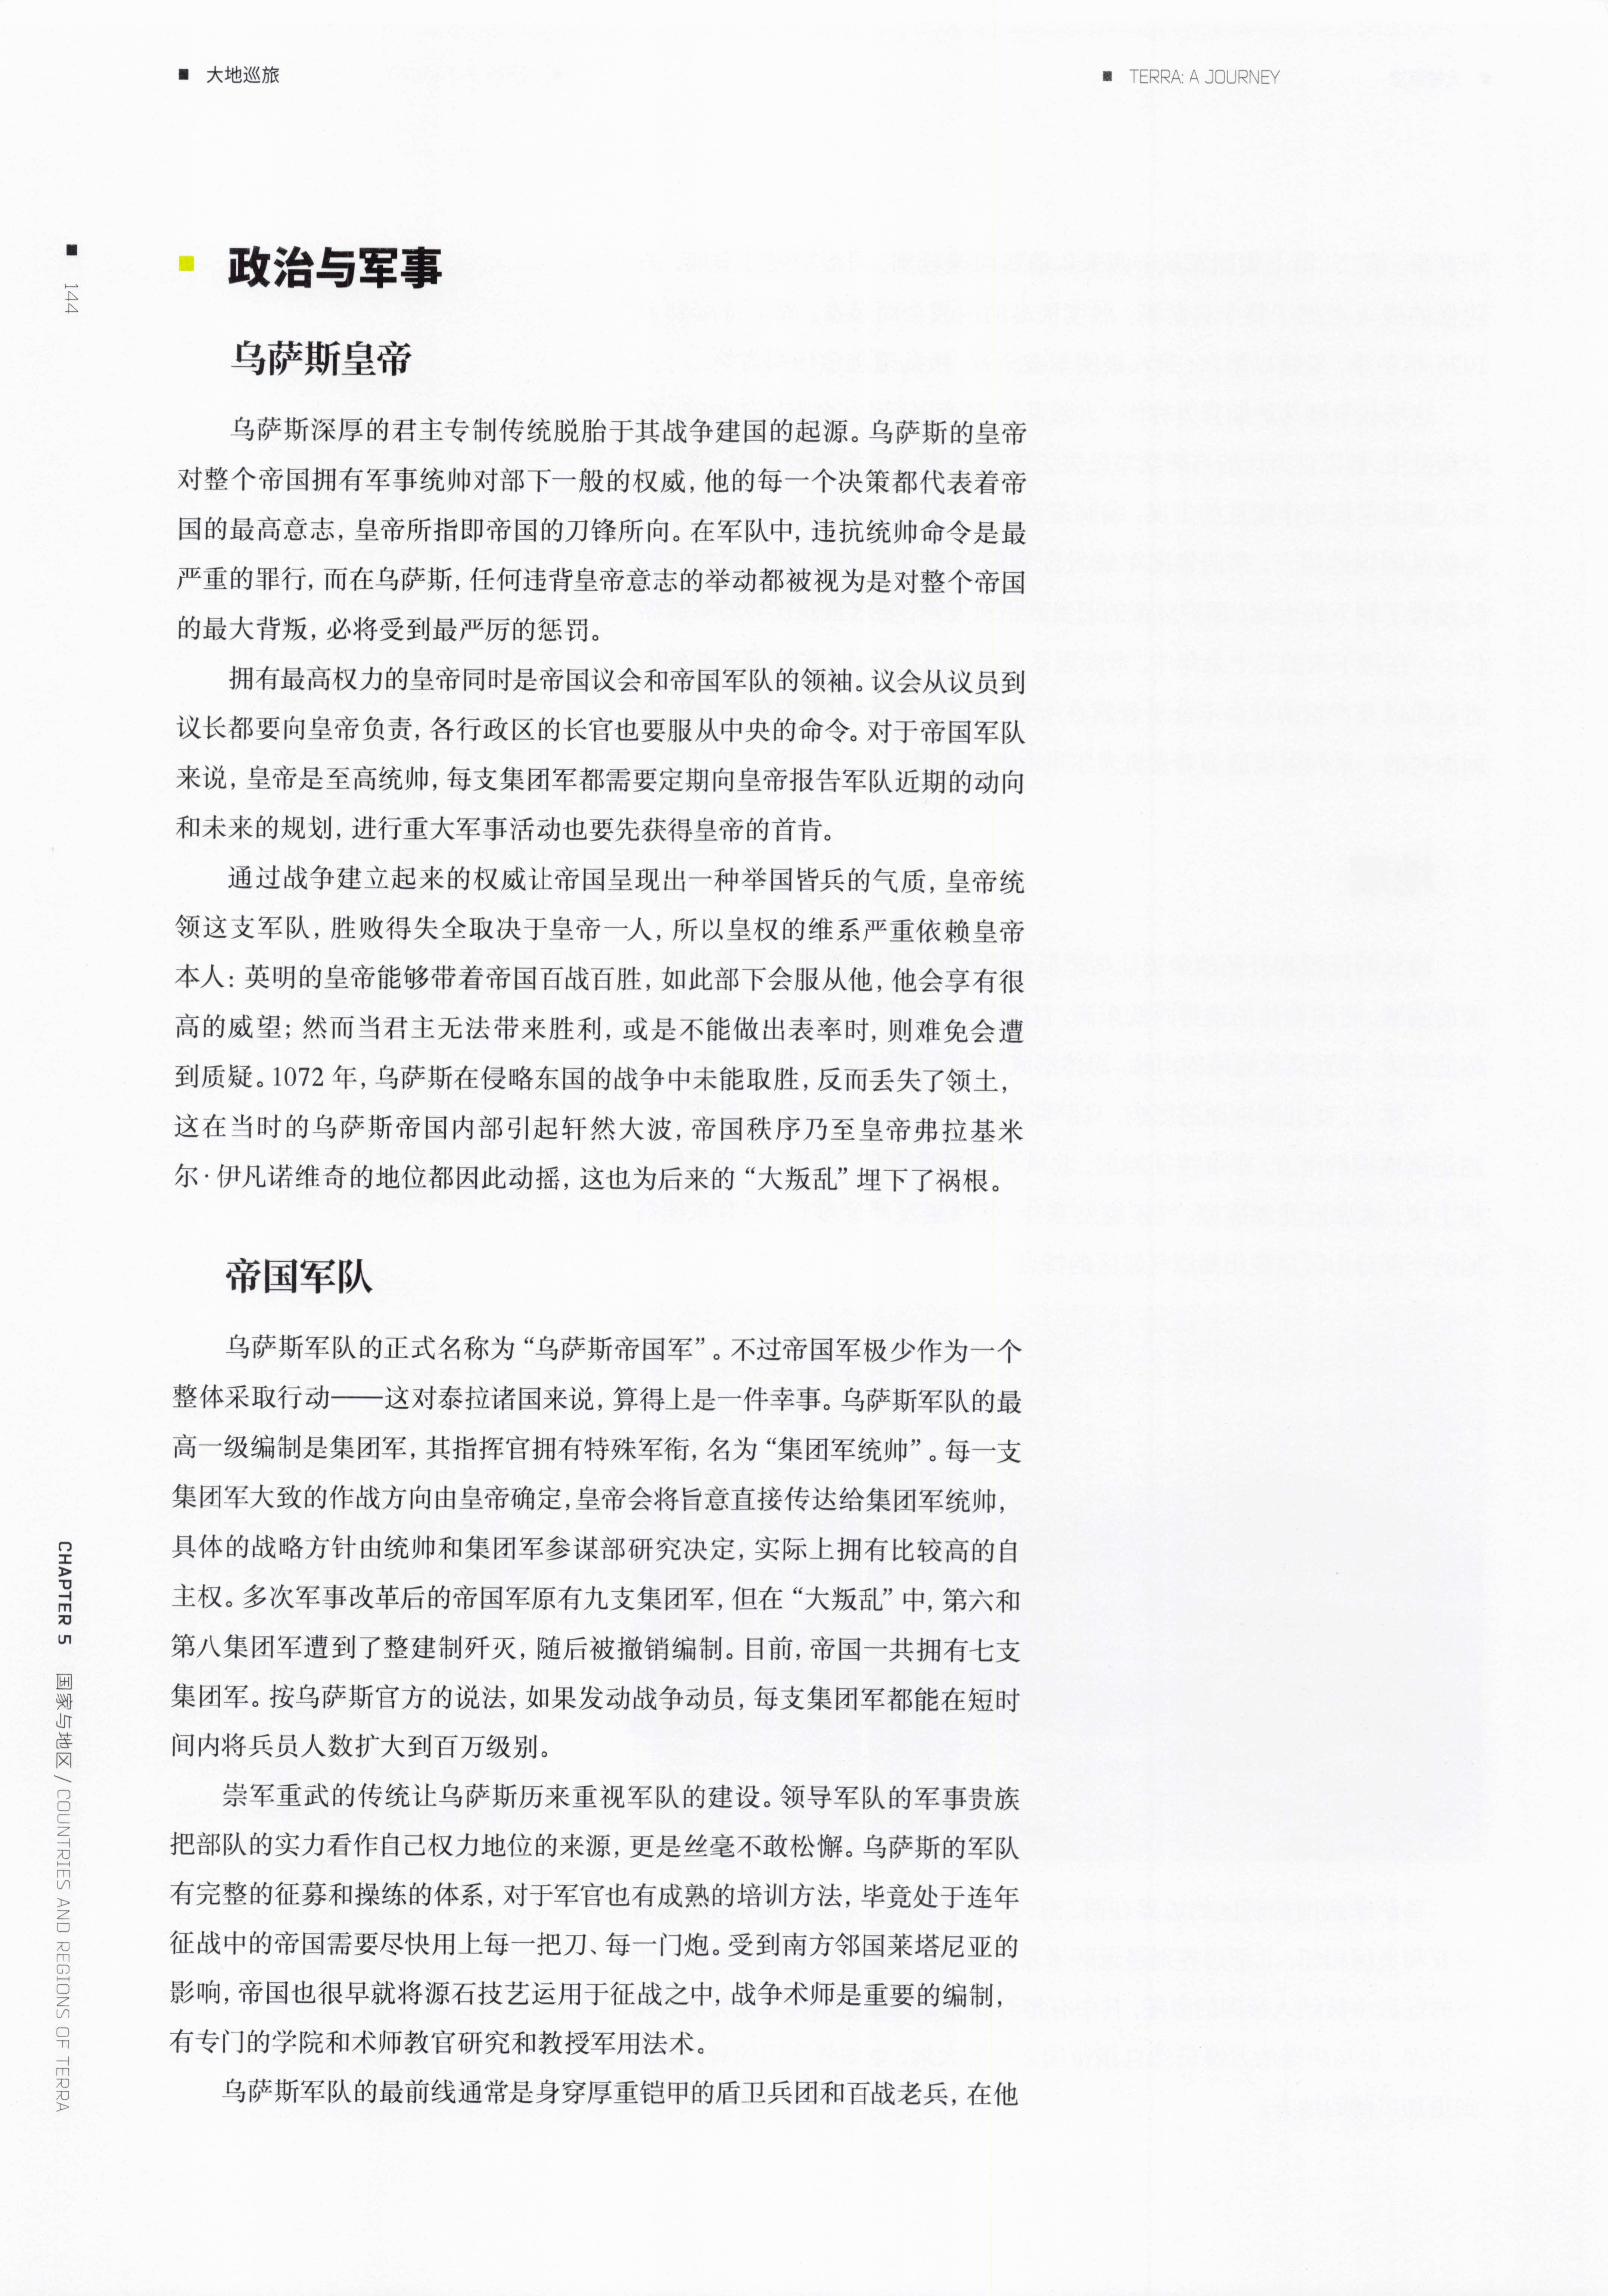 大地巡旅
TERRA: A JOURNEY
144
政治与军事
乌萨斯皇帝
乌萨斯深厚的君主专制传统脱胎于其战争建国的起源。乌萨斯的皇帝
对整个帝国拥有军事统帅对部下一般的权威，他的每一个决策都代表着帝
国的最高意志，皇帝所指即帝国的刀锋所向。在军队中，违抗统帅命令是最
严重的罪行，而在乌萨斯，任何违背皇帝意志的举动都被视为是对整个帝国
的最大背叛，必将受到最严厉的惩罚。
拥有最高权力的皇帝同时是帝国议会和帝国军队的领袖。议会从议员到
议长都要向皇帝负责，各行政区的长官也要服从中央的命令。对于帝国军队
来说，皇帝是至高统帅，每支集团军都需要定期向皇帝报告军队近期的动向
和未来的规划，进行重大军事活动也要先获得皇帝的首肯。
通过战争建立起来的权威让帝国呈现出一种举国皆兵的气质，皇帝统
领这支军队，胜败得失全取决于皇帝一人，所以皇权的维系严重依赖皇帝
本人：英明的皇帝能够带着帝国百战百胜，如此部下会服从他，他会享有很
高的威望；然而当君主无法带来胜利，或是不能做出表率时，则难免会遭
到质疑。1072 年，乌萨斯在侵略东国的战争中未能取胜，反而丢失了领土，
这在当时的乌萨斯帝国内部引起轩然大波，帝国秩序乃至皇帝弗拉基米
尔·伊凡诺维奇的地位都因此动摇，这也为后来的“大叛乱”埋下了祸根。
帝国军队
乌萨斯军队的正式名称为“乌萨斯帝国军”。不过帝国军极少作为一个
整体采取行动——这对泰拉诸国来说，算得上是一件幸事。乌萨斯军队的最
高一级编制是集团军，其指挥官拥有特殊军衔，名为“集团军统帅”。每一支
集团军大致的作战方向由皇帝确定，皇帝会将旨意直接传达给集团军统帅，
具体的战略方针由统帅和集团军参谋部研究决定，实际上拥有比较高的自
主权。多次军事改革后的帝国军原有九支集团军，但在“大叛乱”中，第六和
第八集团军遭到了整建制歼灭，随后被撤销编制。目前，帝国一共拥有七支
集团军。按乌萨斯官方的说法，如果发动战争动员，每支集团军都能在短时
间内将兵员人数扩大到百万级别。
崇军重武的传统让乌萨斯历来重视军队的建设。领导军队的军事贵族
把部队的实力看作自己权力地位的来源，更是丝毫不敢松懈。乌萨斯的军队
有完整的征募和操练的体系，对于军官也有成熟的培训方法，毕竟处于连年
征战中的帝国需要尽快用上每一把刀、每一门炮。受到南方邻国莱塔尼亚的
影响，帝国也很早就将源石技艺运用于征战之中，战争术师是重要的编制，
有专门的学院和术师教官研究和教授军用法术。
乌萨斯军队的最前线通常是身穿厚重铠甲的盾卫兵团和百战老兵，在他
CHAPTER 5 国家与地区 / COUNTRIES AND REGIONS OF TERRA